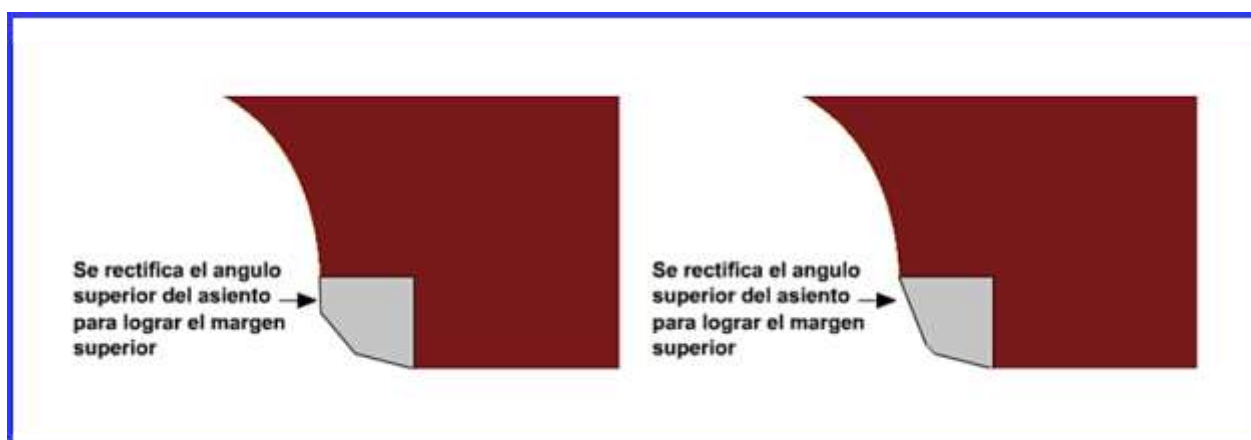 Se rectifica el angulo
superior del asiento
para lograr el margen
superior
Se rectifica el angulo
superior del asiento
para lograr el margen
superior